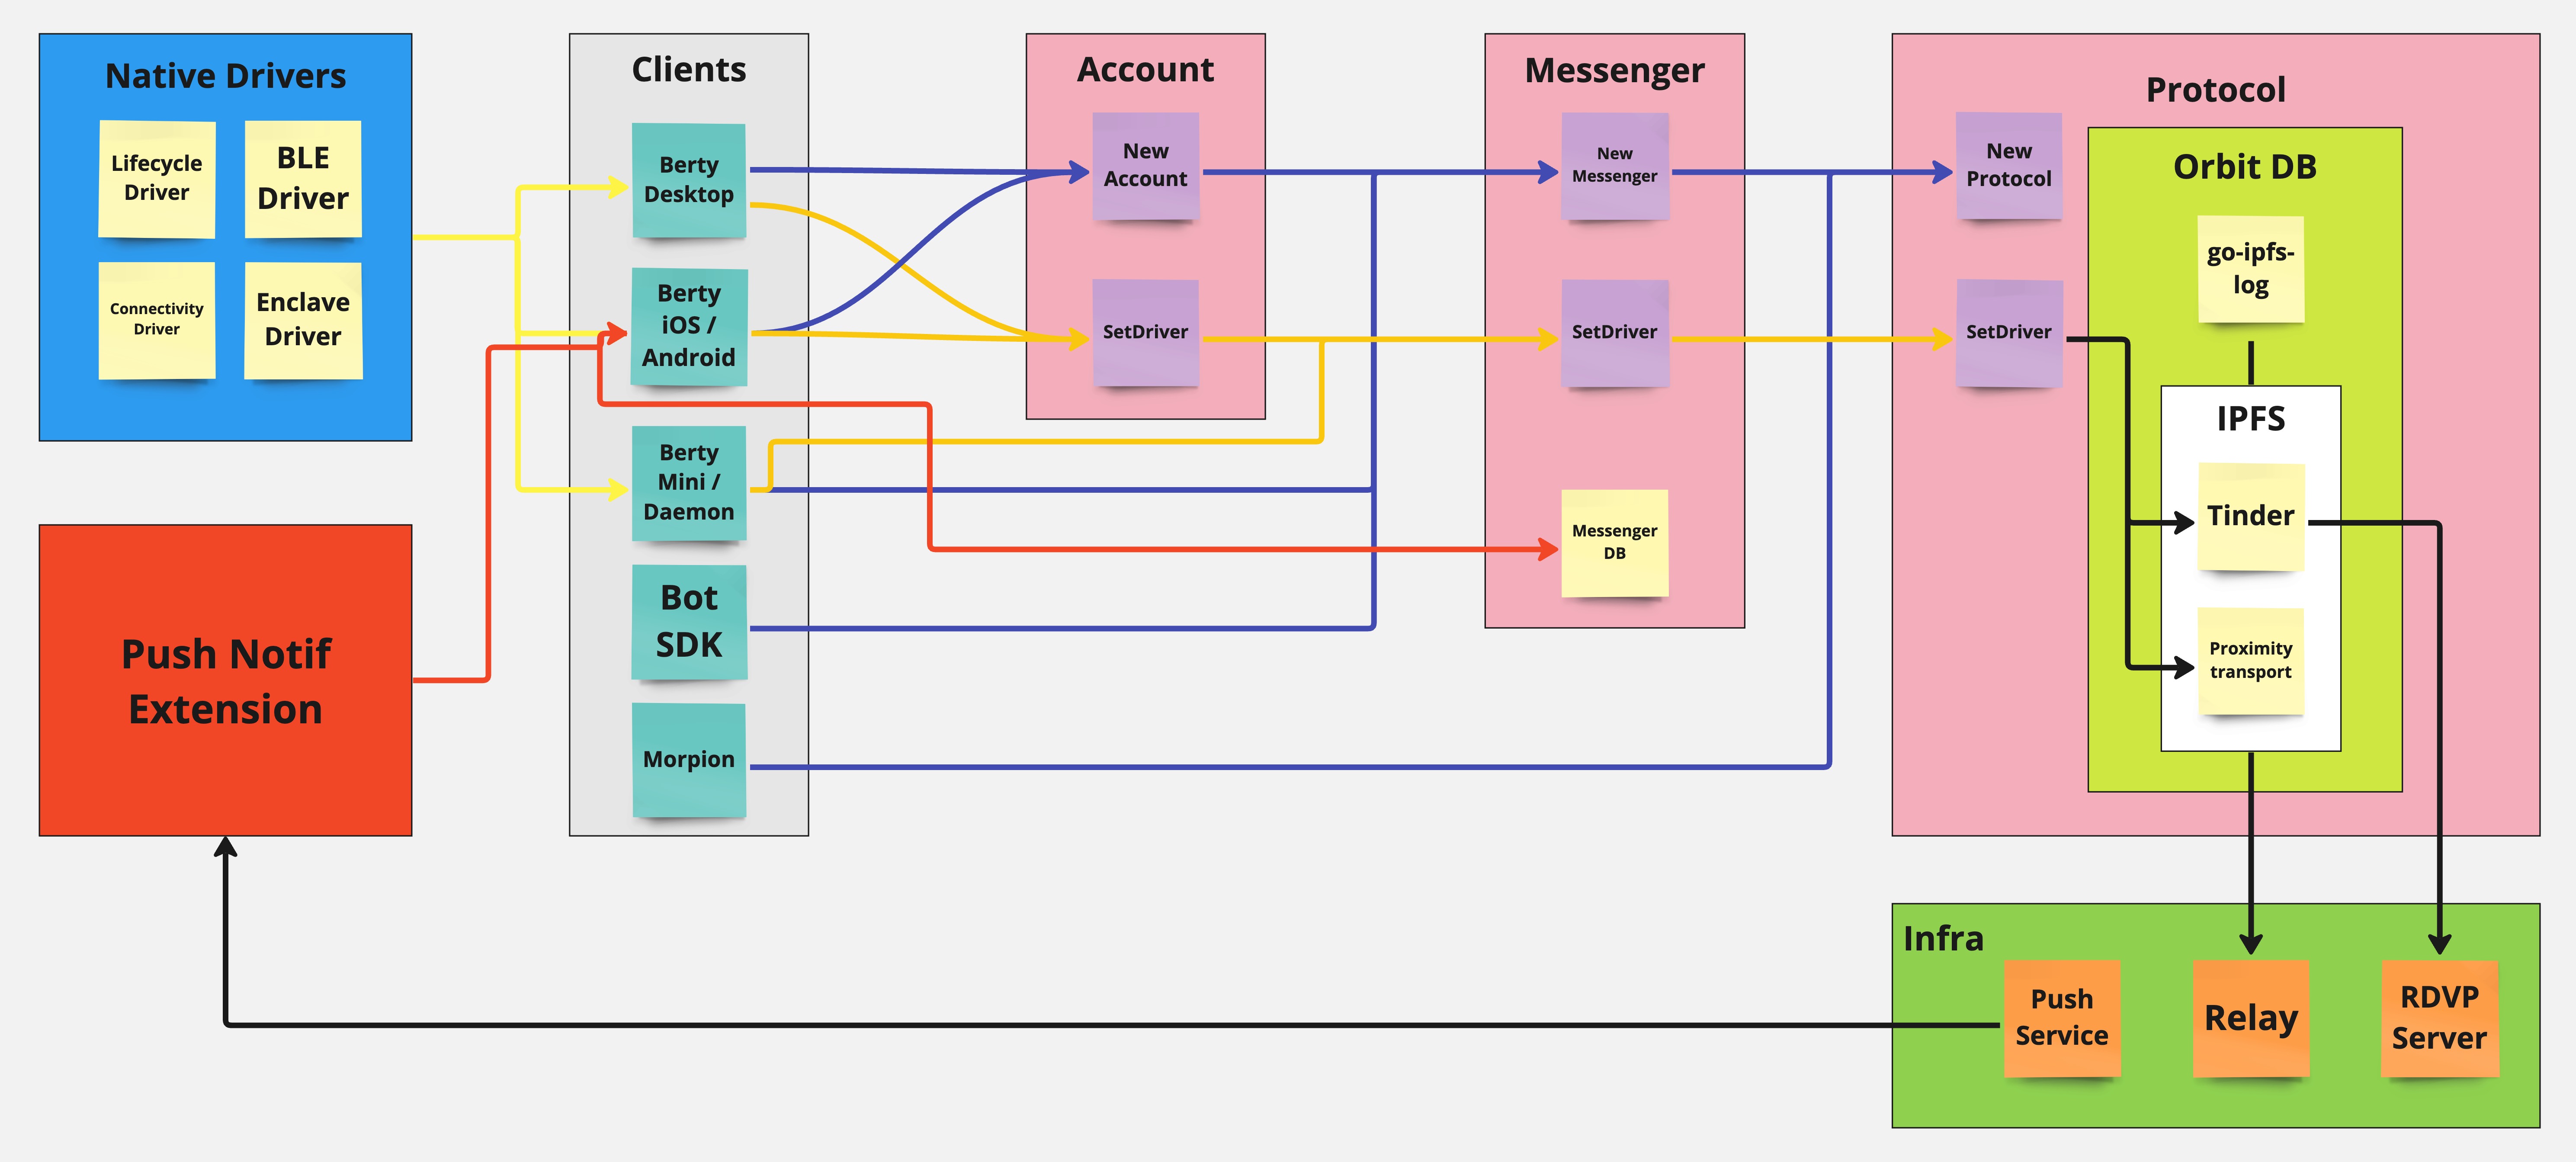 Native Drivers
Lifecycle
Driver
BLE
Driver
Connectivity
Driver
Enclave
Driver
Push Notif
Extension
Clients
Berty
Desktop
Berty
iOS /
Android
Berty
Mini /
Daemon
Bot
SDK
Morpion
Account
New
Account
SetDriver
Messenger
New
Messenger
SetDriver
Messenger
DB
Protocol
New
Protocol
SetDriver
Orbit DB
go-ipfs-
log
IPFS
Tinder
Proximity
transport
Infra
Push
Service
Relay
RDVP
Server